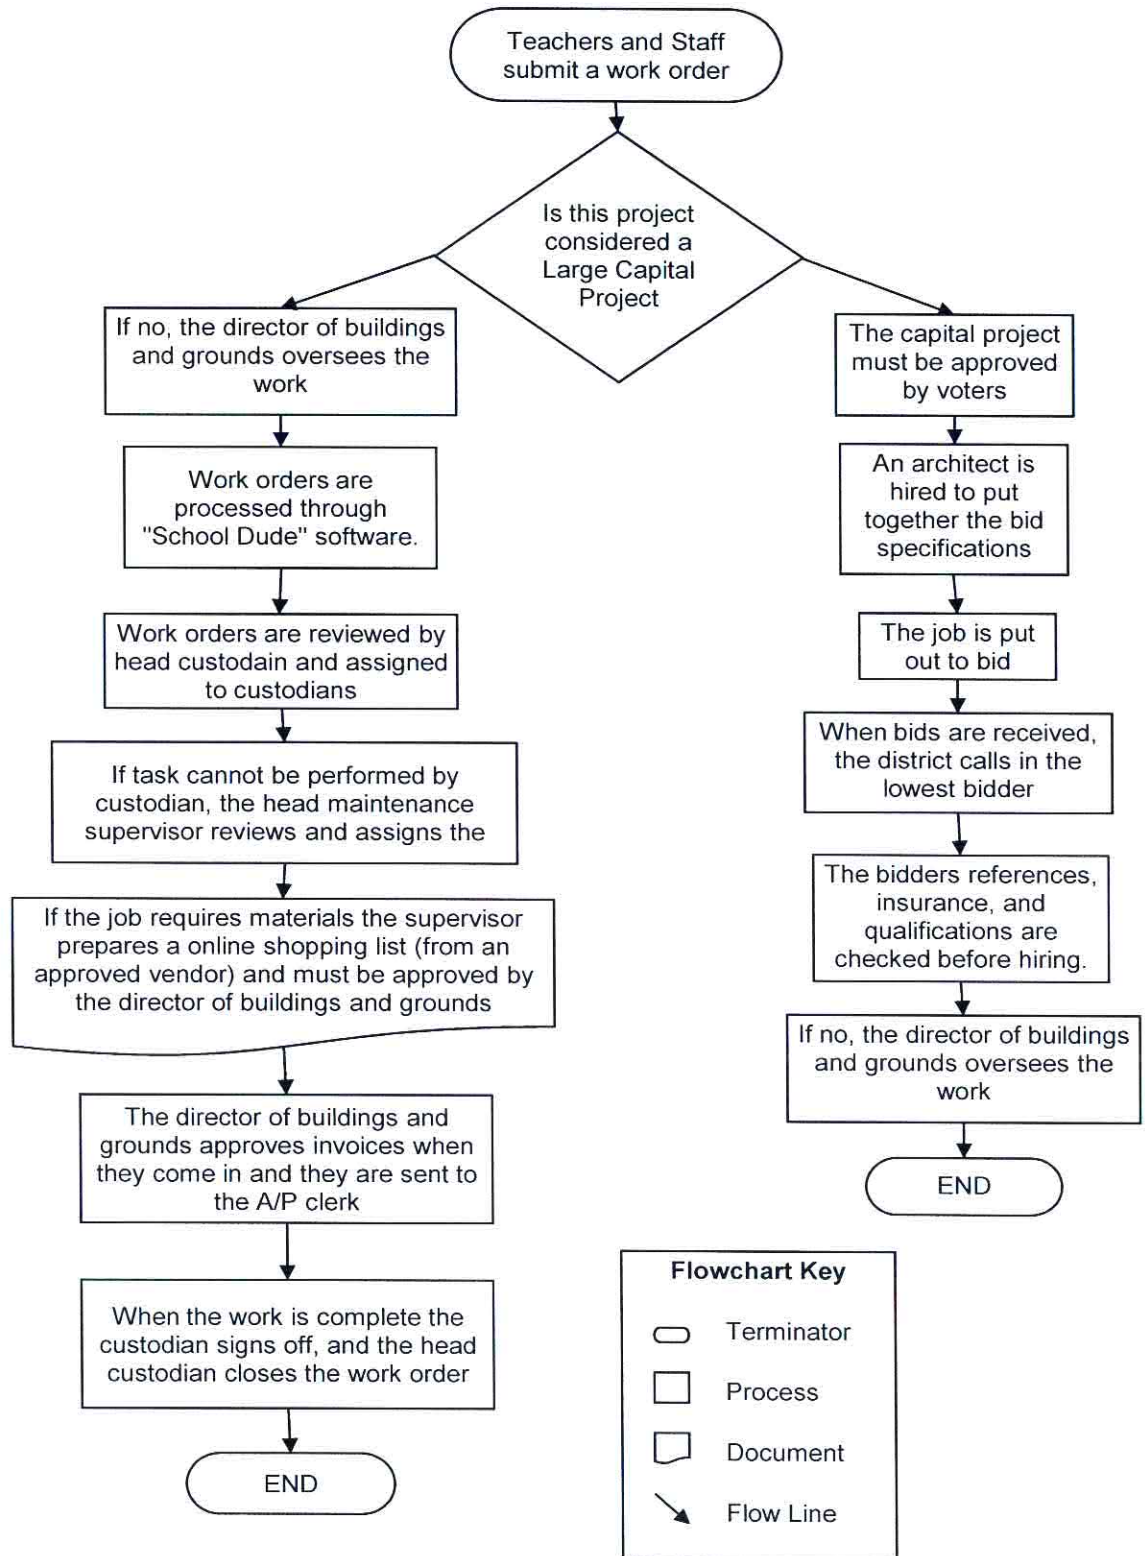 Teachers and Staff
submit a work order
Is this project
considered a
Large Capital
Project
If no, the director of buildings
and grounds oversees the
work
Work orders are
processed through
"School Dude" software.
Work orders are reviewed by
head custodain and assigned
to custodians
If task cannot be performed by
custodian, the head maintenance
supervisor reviews and assigns the
If the job requires materials the supervisor
prepares a online shopping list (from an
approved vendor) and must be approved by
the director of buildings and grounds
The director of buildings and
grounds approves invoices when
they come in and they are sent to
the A/P clerk
When the work is complete the
custodian signs off, and the head
custodian closes the work order
END
The capital project
must be approved
by voters
An architect is
hired to put
together the bid
specifications
The job is put
out to bid
When bids are received,
the district calls in the
lowest bidder
The bidders references,
insurance, and
qualifications are
checked before hiring.
If no, the director of buildings
and grounds oversees the
work
END
Flowchart Key
Terminator
Process
Document
Flow Line